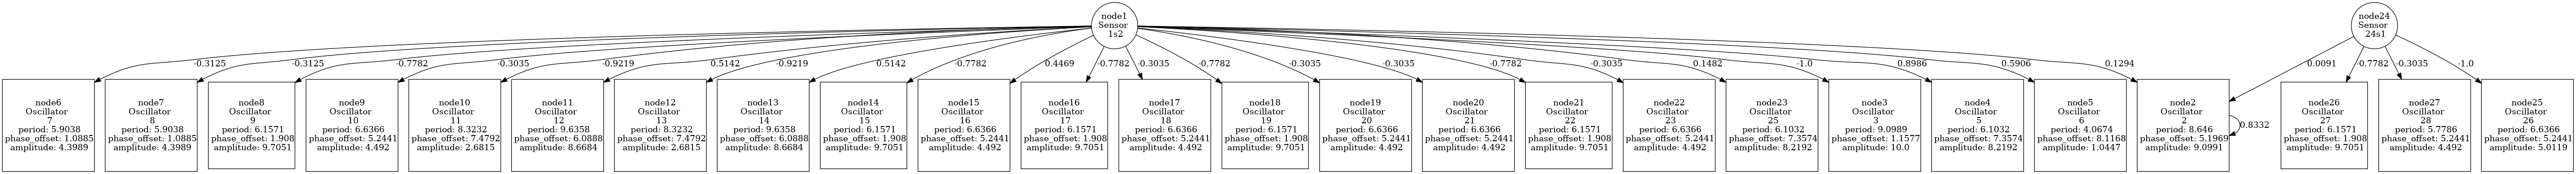 node1
Sensor
1s2
node24
Sensor
24s1
-0.3125
-0.3125
-0.7782
-0.3035
-0.9219
0.5142
-0.9219
0.5142
-0.7782
0.4469
-0.7782
-0.3035
-0.7782
-0.3035
-0.3035
-0.7782
-0.3035
0.1482
-1.0
0.8986
0.5906
0.1294
0.0091
-0.7782
-0.3035
-1.0
node6
Oscillator
7
period: 5.9038
phase_offset: 1.0885
amplitude: 4.3989
node7
Oscillator
8
period: 5.9038
phase_offset: 1.0885
amplitude: 4.3989
node8
Oscillator
9
period: 6.1571
phase_offset: 1.908
amplitude: 9.7051
node9
Oscillator
10
period: 6.6366
phase_offset: 5.2441
amplitude: 4.492
node10
Oscillator
11
period: 8.3232
phase_offset: 7.4792
amplitude: 2.6815
node11
Oscillator
12
period: 9.6358
phase_offset: 6.0888
amplitude: 8.6684
node12
Oscillator
13
period: 8.3232
phase_offset: 7.4792
amplitude: 2.6815
node13
Oscillator
14
period: 9.6358
phase_offset: 6.0888
amplitude: 8.6684
node14
Oscillator
15
period: 6.1571
phase_offset: 1.908
amplitude: 9.7051
node15
Oscillator
16
period: 6.6366
phase_offset: 5.2441
amplitude: 4.492
node16
Oscillator
17
period: 6.1571
phase_offset: 1.908
amplitude: 9.7051
node17
Oscillator
18
period: 6.6366
phase_offset: 5.2441
amplitude: 4.492
node18
Oscillator
19
period: 6.1571
phase_offset: 1.908
amplitude: 9.7051
node19
Oscillator
20
period: 6.6366
phase_offset: 5.2441
amplitude: 4.492
node20
Oscillator
21
period: 6.6366
phase_offset: 5.2441
amplitude: 4.492
node21
Oscillator
22
period: 6.1571
phase_offset: 1.908
amplitude: 9.7051
node22
Oscillator
23
period: 6.6366
phase_offset: 5.2441
amplitude: 4.492
node23
Oscillator
25
period: 6.1032
phase_offset: 7.3574
amplitude: 8.2192
node3
Oscillator
3
period: 9.0989
phase_offset: 1.1577
amplitude: 10.0
node4
Oscillator
5
period: 6.1032
phase_offset: 7.3574
amplitude: 8.2192
node5
Oscillator
6
period: 4.0674
phase_offset: 8.1168
amplitude: 1.0447
node2
Oscillator
2
period: 8.646
phase_offset: 5.1969
amplitude: 9.0991
0.8332
node26
Oscillator
27
period: 6.1571
phase_offset: 1.908
amplitude: 9.7051
node27
Oscillator
28
period: 5.7786
phase_offset: 5.2441
amplitude: 4.492
node25
Oscillator
26
period: 6.6366
phase_offset: 5.2441
amplitude: 5.0119